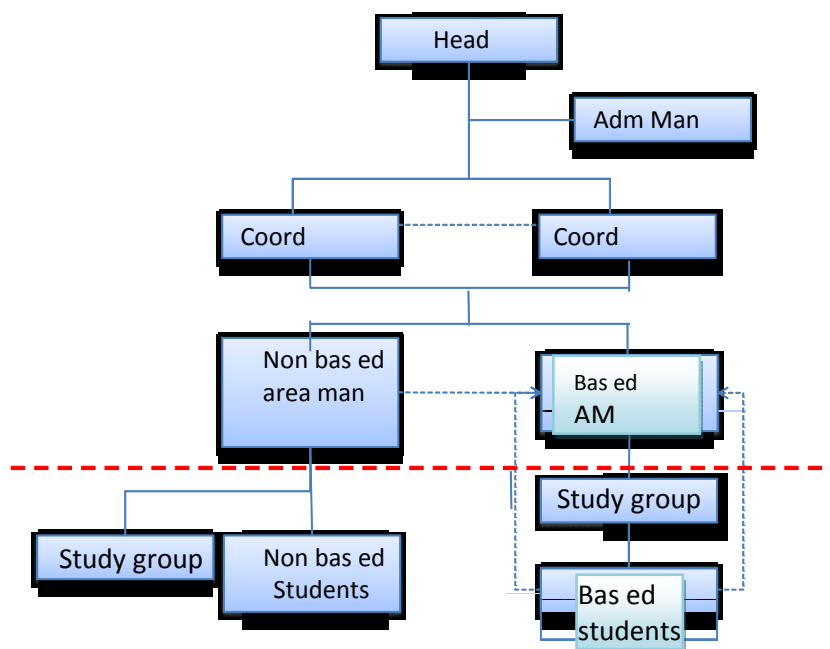 Head
Adm Man
Coord
Coord
Non bas ed
area man
Bas ed
AM
Study group
Study group
Non bas ed
Students
Bas ed
students